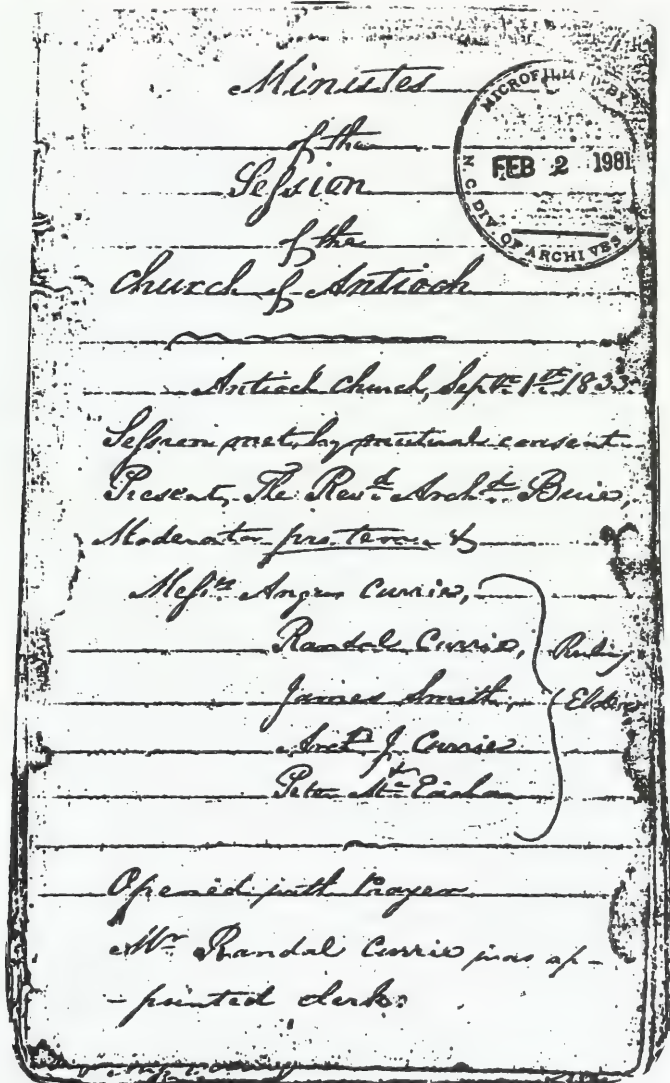 Minutes
of the
Session
of the
Church of Antioch
MICROFILMED BY
FEB 2 1981
N.C. DIV OF ARCHIVES &
Antioch Church, Sept. 1st. 1833
Session met, by mutual consent
Present, The Revd. Archd. Buie,
Moderator pro. tem. &
Messrs. Angus Currie,
Randal Currie,
James Smith,
Archd. J. Currie
&
Peter Mc
Ruling
Elders
Opened with Prayer
Mr Randal Currie was ap-
-pointed clerk.